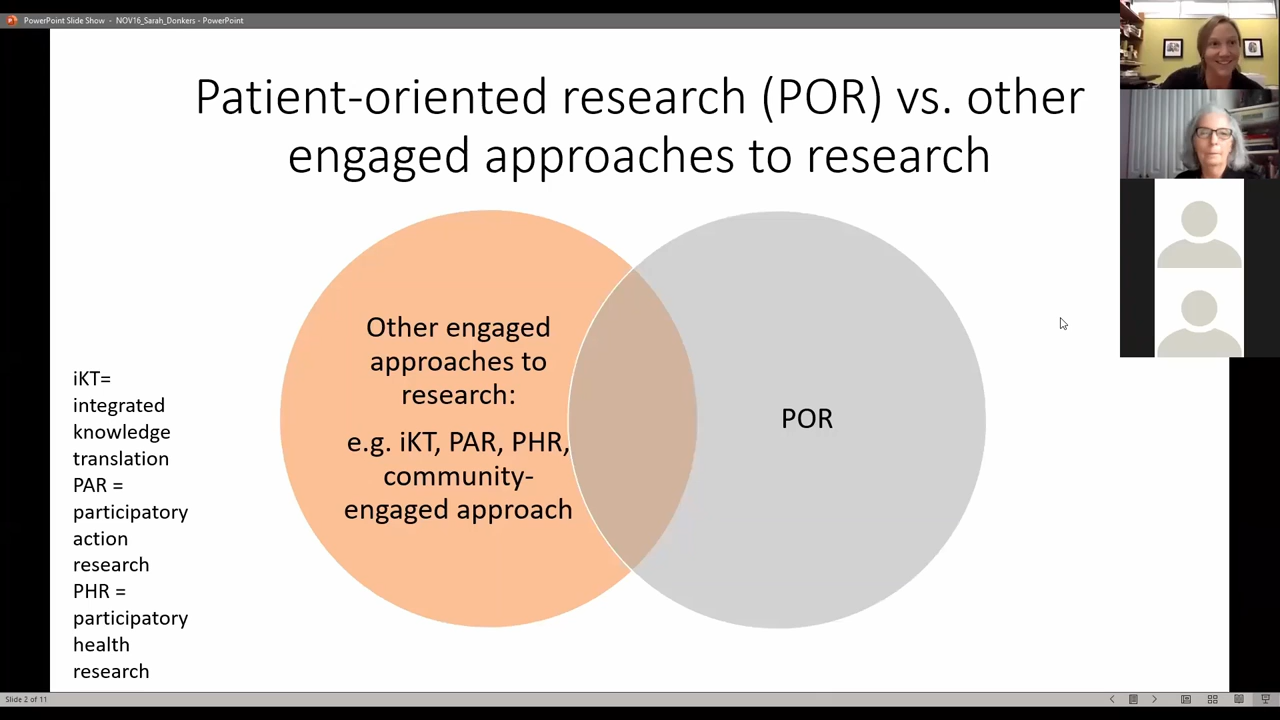 PowerPoint Slide Show - NOV16_Sarah_Donkers - PowerPoint
Patient-oriented research (POR) vs. other
engaged approaches to research
Other engaged
approaches to
research:
e.g. iKT, PAR, PHR,
community-
engaged approach
POR
iKT=
integrated
knowledge
translation
PAR =
participatory
action
research
PHR =
participatory
health
research
Slide 2 of 11